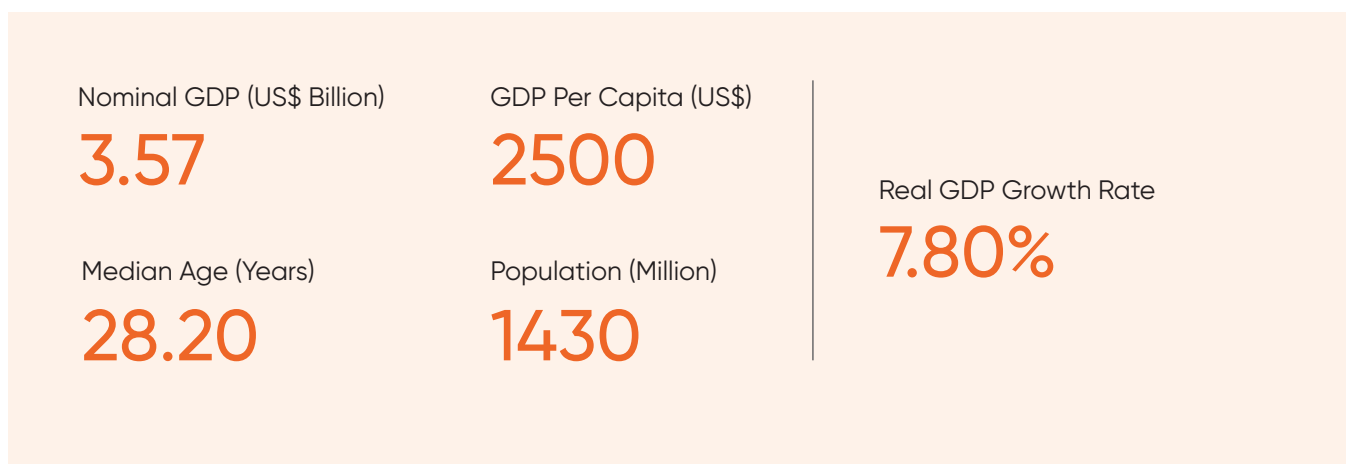 Nominal GDP (US$ Billion)
3.57
GDP Per Capita (US$)
2500
Median Age (Years)
28.20
Population (Million)
1430
Real GDP Growth Rate
7.80%